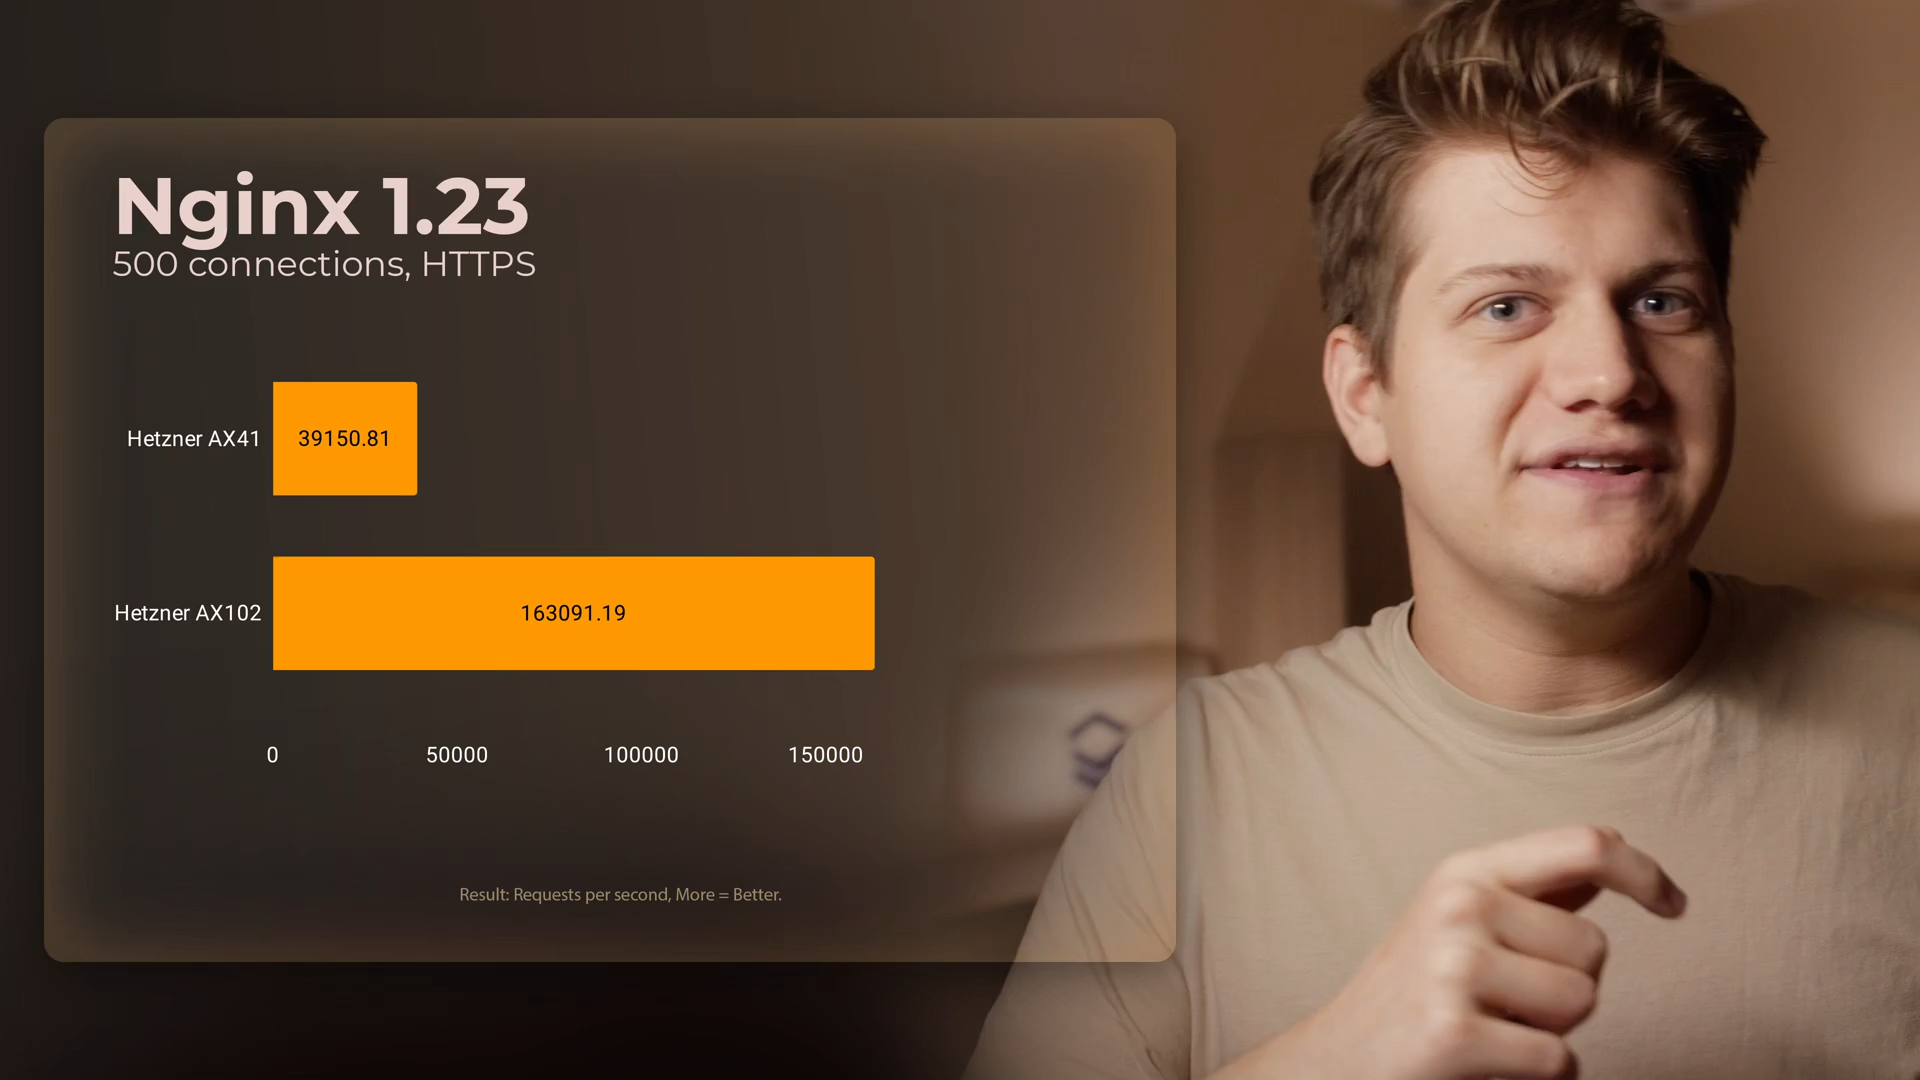 Nginx 1.23
500 connections, HTTPS
Hetzner AX41
39150.81
Hetzner AX102
163091.19
0 50000 100000 150000
Result: Requests per second, More = Better.